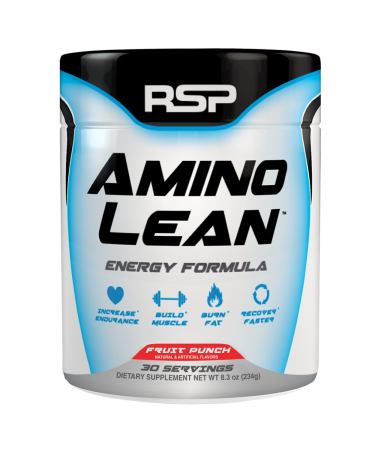 RSP
AMINO
LEAN™
ENERGY FORMULA
INCREASE BUILD BURN RECOVER
ENDURANCE MUSCLE FAT FASTER
FRUIT PUNCH
NATURAL & ARTIFICIAL FLAVORS
30 SERVINGS
DIETARY SUPPLEMENT NET WT 8.3 oz (234g)